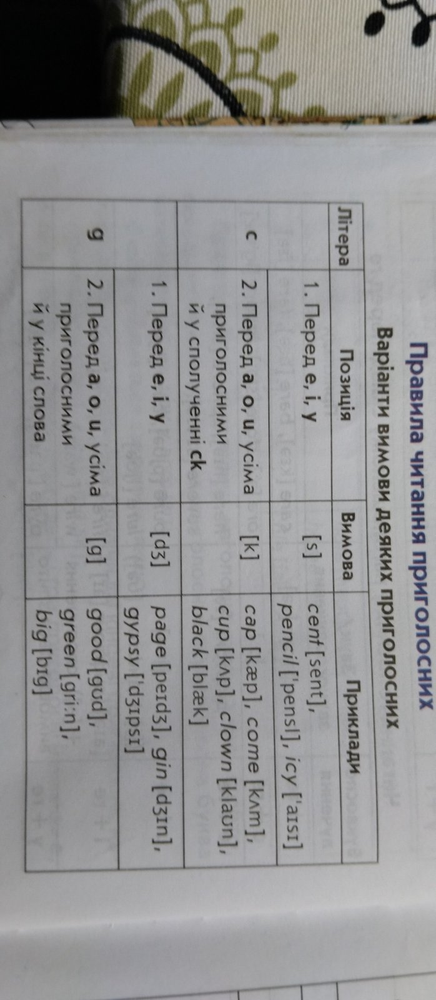 Правила читання приголосних
Варіанти вимови деяких приголосних
Літера Позиція Вимова Приклади
c
1. Перед e, i, y [s] cent [sent],
pencil ['pensl], icy ['aɪsɪ]
2. Перед a, o, u, усіма [k] cap [kæp], come [kʌm],
приголосними cup [kʌp], clown [klaʊn],
й у сполученні ck black [blæk]
g
1. Перед e, i, y [dʒ] page [peɪdʒ], gin [dʒɪn],
gypsy ['dʒɪpsɪ]
2. Перед a, o, u, усіма [g] good [gʊd],
приголосними green [gri:n],
й у кінці слова big [bɪg]